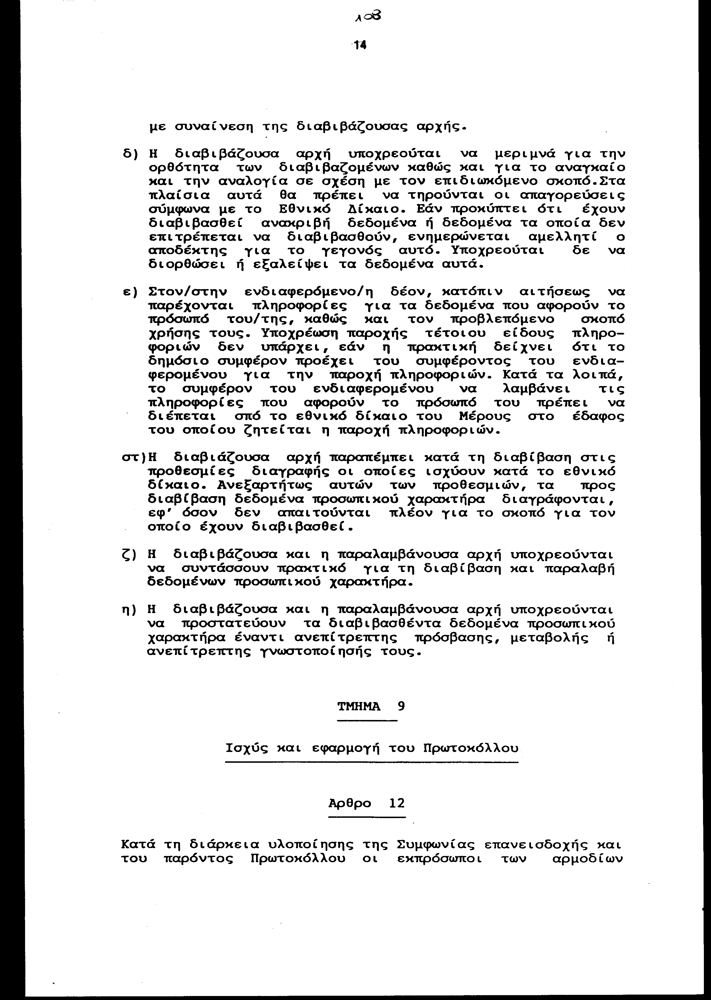 108
14
με συναίνεση της διαβιβάζουσας αρχής.
δ) Η διαβιβάζουσα αρχή υποχρεούται να μεριμνά για την
ορθότητα των διαβιβαζομένων καθώς και για το αναγκαίο
και την αναλογία σε σχέση με τον επιδιωκόμενο σκοπό.Στα
πλαίσια αυτά θα πρέπει να τηρούνται οι απαγορεύσεις
σύμφωνα με το Εθνικό Δίκαιο. Εάν προκύπτει ότι έχουν
διαβιβασθεί ανακριβή δεδομένα ή δεδομένα τα οποία δεν
επιτρέπεται να διαβιβασθούν, ενημερώνεται αμελλητί ο
αποδέκτης για το γεγονός αυτό. Υποχρεούται δε να
διορθώσει ή εξαλείψει τα δεδομένα αυτά.
ε) Στον/στην ενδιαφερόμενο/η δέον, κατόπιν αιτήσεως να
παρέχονται πληροφορίες για τα δεδομένα που αφορούν το
πρόσωπό του/της, καθώς και τον προβλεπόμενο σκοπό
χρήσης τους. Υποχρέωση παροχής τέτοιου είδους πληρο-
φοριών δεν υπάρχει, εάν η πρακτική δείχνει ότι το
δημόσιο συμφέρον προέχει του συμφέροντος του ενδια-
φερομένου για την παροχή πληροφοριών. Κατά τα λοιπά,
το συμφέρον του ενδιαφερομένου να λαμβάνει τις
πληροφορίες που αφορούν το πρόσωπό του πρέπει να
διέπεται σπό το εθνικό δίκαιο του Μέρους στο έδαφος
του οποίου ζητείται η παροχή πληροφοριών.
στ)Η διαβιάζουσα αρχή παραπέμπει κατά τη διαβίβαση στις
προθεσμίες διαγραφής οι οποίες ισχύουν κατά το εθνικό
δίκαιο. Ανεξαρτήτως αυτών των προθεσμιών, τα προς
διαβίβαση δεδομένα προσωπικού χαρακτήρα διαγράφονται,
εφ' όσον δεν απαιτούνται πλέον για το σκοπό για τον
οποίο έχουν διαβιβασθεί.
ζ) Η διαβιβάζουσα και η παραλαμβάνουσα αρχή υποχρεούνται
να συντάσσουν πρακτικό για τη διαβίβαση και παραλαβή
δεδομένων προσωπικού χαρακτήρα.
η) Η διαβιβάζουσα και η παραλαμβάνουσα αρχή υποχρεούνται
να προστατεύουν τα διαβιβασθέντα δεδομένα προσωπικού
χαρακτήρα έναντι ανεπίτρεπτης πρόσβασης, μεταβολής ή
ανεπίτρεπτης γνωστοποίησής τους.
ΤΜΗΜΑ 9
Ισχύς και εφαρμογή του Πρωτοκόλλου
Αρθρο 12
Κατά τη διάρκεια υλοποίησης της Συμφωνίας επανεισδοχής και
του παρόντος Πρωτοκόλλου οι εκπρόσωποι των αρμοδίων